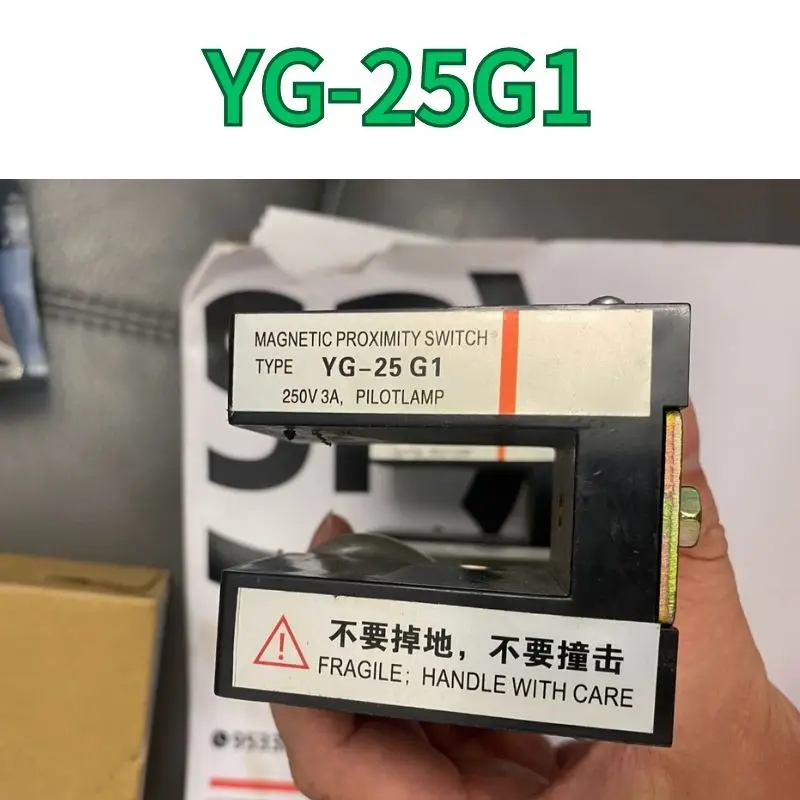 YG-25G1
MAGNETIC PROXIMITY SWITCH
TYPE YG-25 G1
250V 3A, PILOTLAMP
不要掉地，不要撞击
FRAGILE; HANDLE WITH CARE